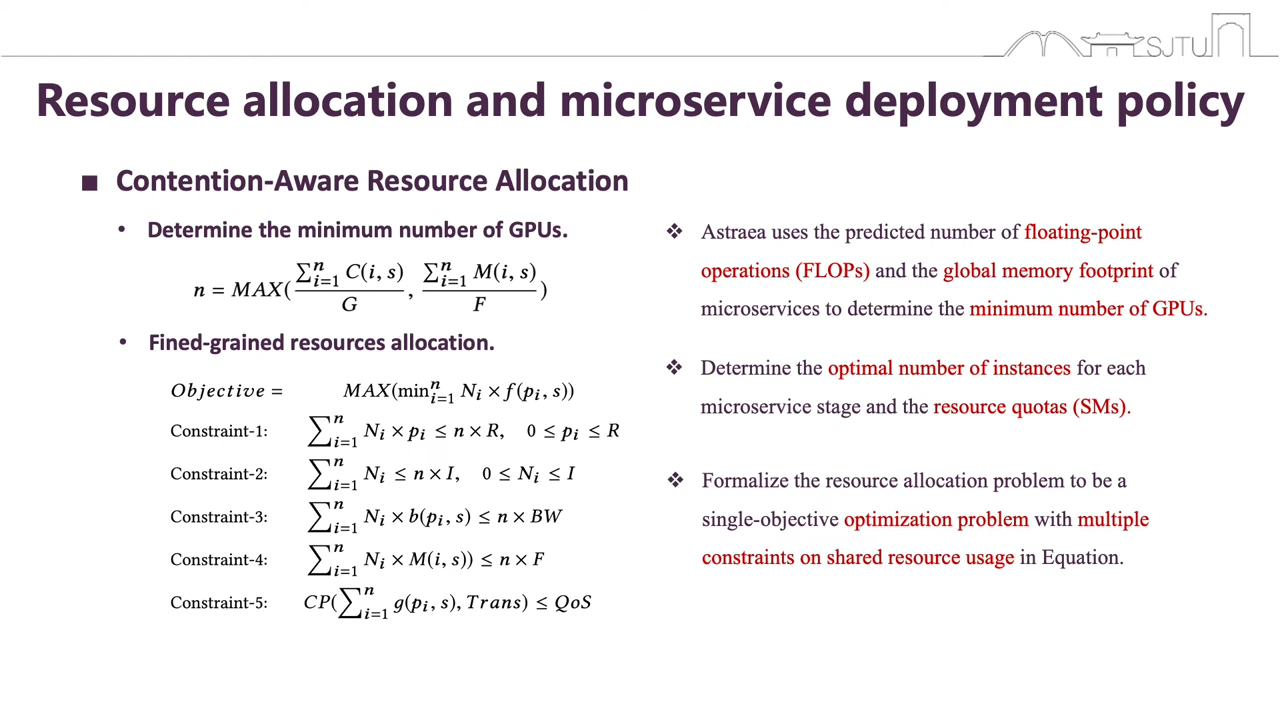 SJTU
Resource allocation and microservice deployment policy
■ Contention-Aware Resource Allocation
• Determine the minimum number of GPUs.
n = MAX(∑ⁿᵢ₌₁ C(i, s) / G, ∑ⁿᵢ₌₁ M(i, s) / F)
• Fined-grained resources allocation.
Objective = MAX(minⁿᵢ₌₁ Nᵢ × f(pᵢ, s))
Constraint-1: ∑ⁿᵢ₌₁ Nᵢ × pᵢ ≤ n × R, 0 ≤ pᵢ ≤ R
Constraint-2: ∑ⁿᵢ₌₁ Nᵢ ≤ n × I, 0 ≤ Nᵢ ≤ I
Constraint-3: ∑ⁿᵢ₌₁ Nᵢ × b(pᵢ, s) ≤ n × BW
Constraint-4: ∑ⁿᵢ₌₁ Nᵢ × M(i, s)) ≤ n × F
Constraint-5: CP(∑ⁿᵢ₌₁ g(pᵢ, s), Trans) ≤ QoS
❖ Astraea uses the predicted number of floating-point
operations (FLOPs) and the global memory footprint of
microservices to determine the minimum number of GPUs.
❖ Determine the optimal number of instances for each
microservice stage and the resource quotas (SMs).
❖ Formalize the resource allocation problem to be a
single-objective optimization problem with multiple
constraints on shared resource usage in Equation.